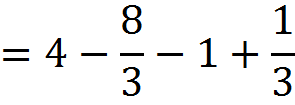 = 4 − 8/3 − 1 + 1/3